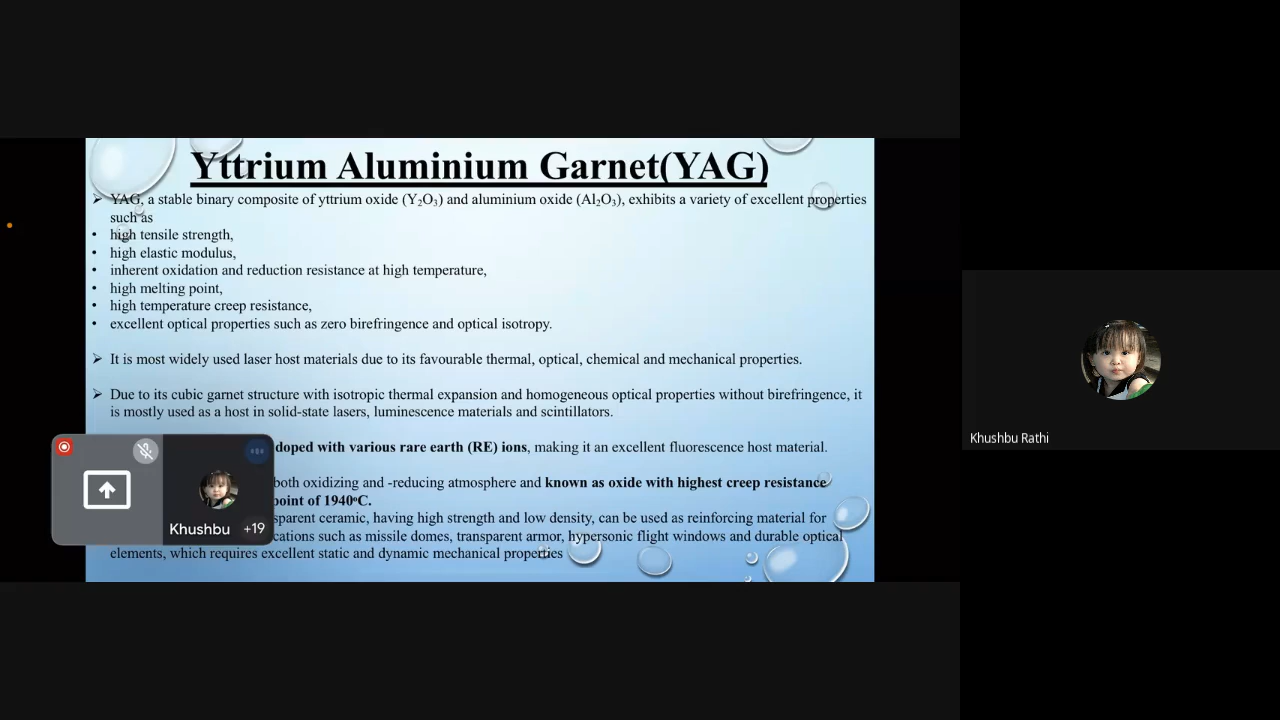 Yttrium Aluminium Garnet(YAG)
➢ YAG, a stable binary composite of yttrium oxide (Y₂O₃) and aluminium oxide (Al₂O₃), exhibits a variety of excellent properties
such as
• high tensile strength,
• high elastic modulus,
• inherent oxidation and reduction resistance at high temperature,
• high melting point,
• high temperature creep resistance,
• excellent optical properties such as zero birefringence and optical isotropy.
➢ It is most widely used laser host materials due to its favourable thermal, optical, chemical and mechanical properties.
➢ Due to its cubic garnet structure with isotropic thermal expansion and homogeneous optical properties without birefringence, it
is mostly used as a host in solid-state lasers, luminescence materials and scintillators.
doped with various rare earth (RE) ions, making it an excellent fluorescence host material.
both oxidizing and -reducing atmosphere and known as oxide with highest creep resistance
point of 1940°C.
ceramic, having high strength and low density, can be used as reinforcing material for
such as missile domes, transparent armor, hypersonic flight windows and durable optical
elements, which requires excellent static and dynamic mechanical properties
Khushbu +19
Khushbu Rathi